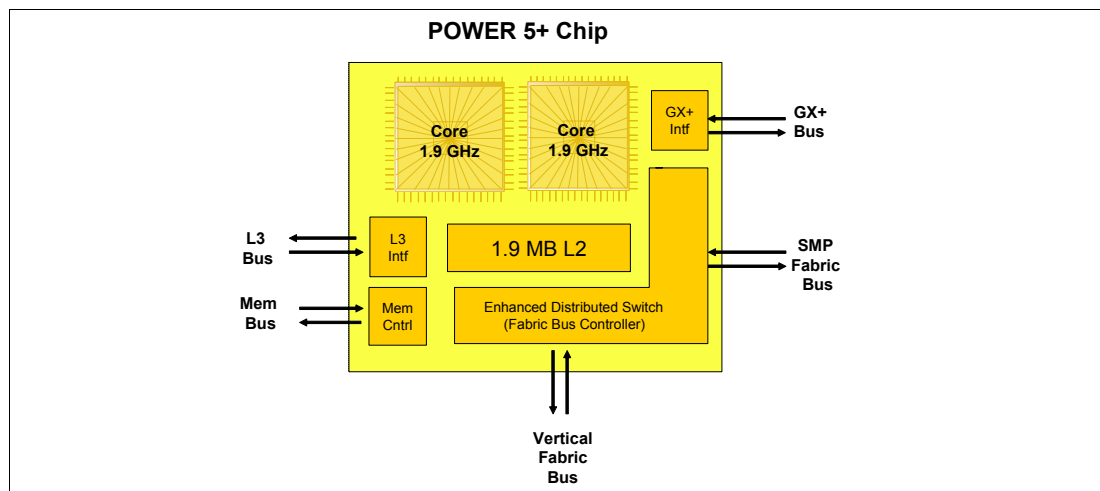 POWER 5+ Chip
Core
1.9 GHz
Core
1.9 GHz
GX+
Intf
GX+
Bus
L3
Bus
L3
Intf
1.9 MB L2
SMP
Fabric
Bus
Mem
Bus
Mem
Cntrl
Enhanced Distributed Switch
(Fabric Bus Controller)
Vertical
Fabric
Bus